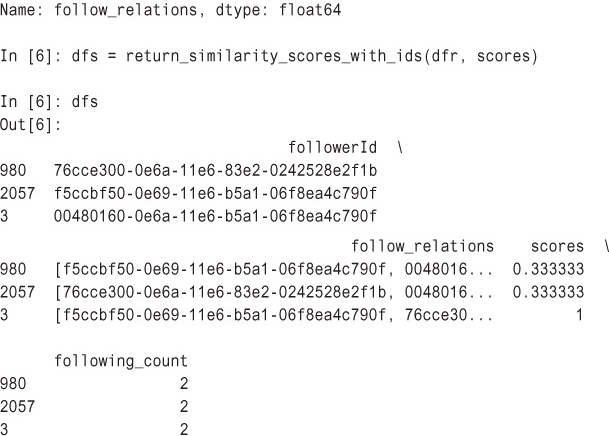 Name: follow_relations, dtype: float64
In [6]: dfs = return_similarity_scores_with_ids(dfr, scores)
In [6]: dfs
Out[6]:
followerId \
980 76cce300-0e6a-11e6-83e2-0242528e2f1b
2057 f5ccbf50-0e69-11e6-b5a1-06f8ea4c790f
3 00480160-0e6a-11e6-b5a1-06f8ea4c790f
follow_relations scores \
980 [f5ccbf50-0e69-11e6-b5a1-06f8ea4c790f, 0048016... 0.333333
2057 [76cce300-0e6a-11e6-83e2-0242528e2f1b, 0048016... 0.333333
3 [f5ccbf50-0e69-11e6-b5a1-06f8ea4c790f, 76cce30... 1
following_count
980 2
2057 2
3 2